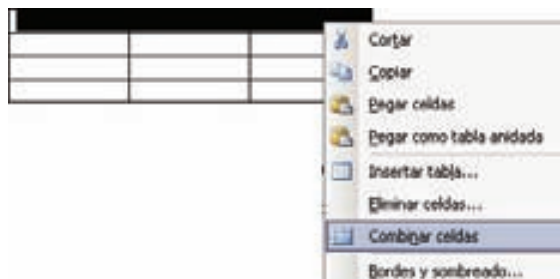 Cortar
Copiar
Pegar celdas
Pegar como tabla anidada
Insertar tabla...
Eliminar celdas...
Combinar celdas
Bordes y sombreado...